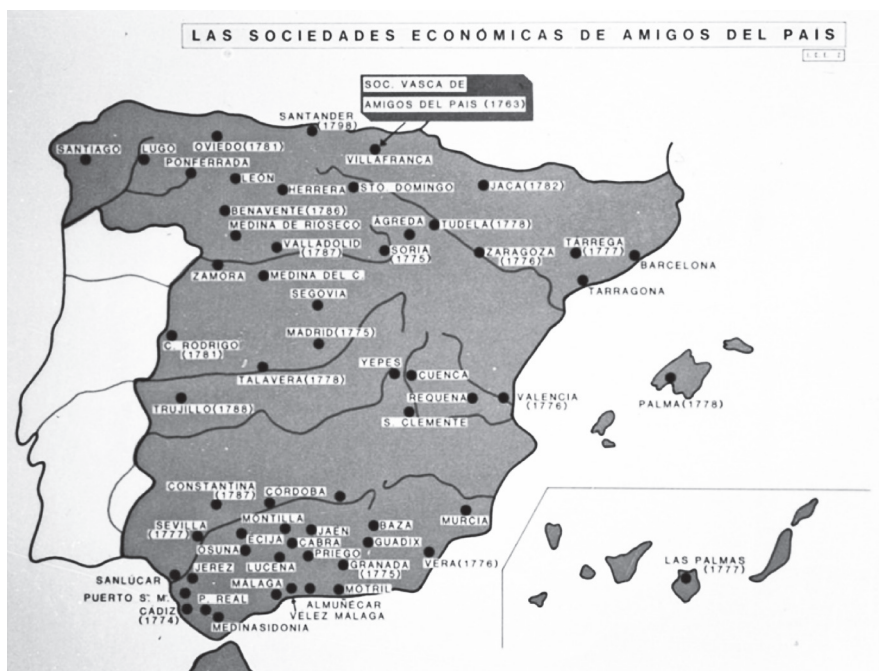 LAS SOCIEDADES ECONÓMICAS DE AMIGOS DEL PAIS
SOC. VASCA DE
AMIGOS DEL PAIS (1763)
SANTANDER
(1798)
SANTIAGO
LUGO
OVIEDO (1781)
VILLAFRANCA
PONFERRADA
LEÓN
HERRERA
STO. DOMINGO
JACA (1782)
BENAVENTE (1786)
AGREDA
TUDELA (1778)
MEDINA DE RIOSECO
VALLADOLID
(1787)
SORIA
(1775)
ZARAGOZA
(1776)
TÁRREGA
(1777)
BARCELONA
ZAMORA
MEDINA DEL C.
TARRAGONA
SEGOVIA
MADRID (1775)
C. RODRIGO
(1781)
YEPES
CUENCA
TALAVERA (1778)
REQUENA
VALENCIA
(1776)
PALMA (1778)
TRUJILLO (1788)
S. CLEMENTE
CONSTANTINA
(1787)
CORDOBA
MONTILLA
MURCIA
SEVILLA
(1777)
ECIJA
JAÉN
BAZA
CABRA
GUADIX
OSUNA
PRIEGO
VERA (1776)
LUCENA
GRANADA
(1775)
LAS PALMAS
(1777)
SANLÚCAR
JEREZ
MÁLAGA
MOTRIL
PUERTO Sª. Mª.
P. REAL
ALMUÑECAR
CÁDIZ
(1774)
VELEZ MALAGA
MEDINASIDONIA